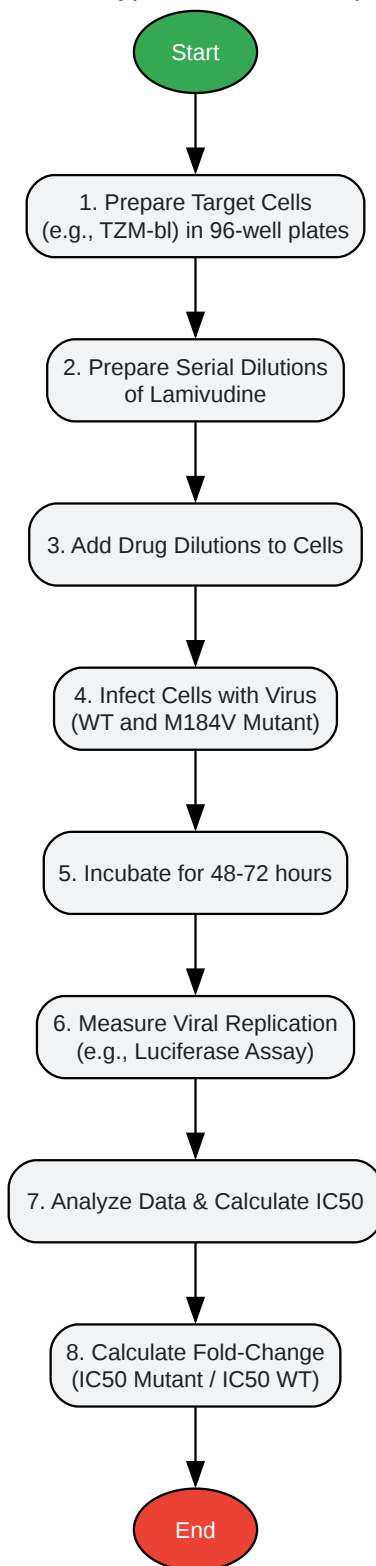 Start
1. Prepare Target Cells
(e.g., TZM-bl) in 96-well plates
2. Prepare Serial Dilutions
of Lamivudine
3. Add Drug Dilutions to Cells
4. Infect Cells with Virus
(WT and M184V Mutant)
5. Incubate for 48-72 hours
6. Measure Viral Replication
(e.g., Luciferase Assay)
7. Analyze Data & Calculate IC50
8. Calculate Fold-Change
(IC50 Mutant / IC50 WT)
End